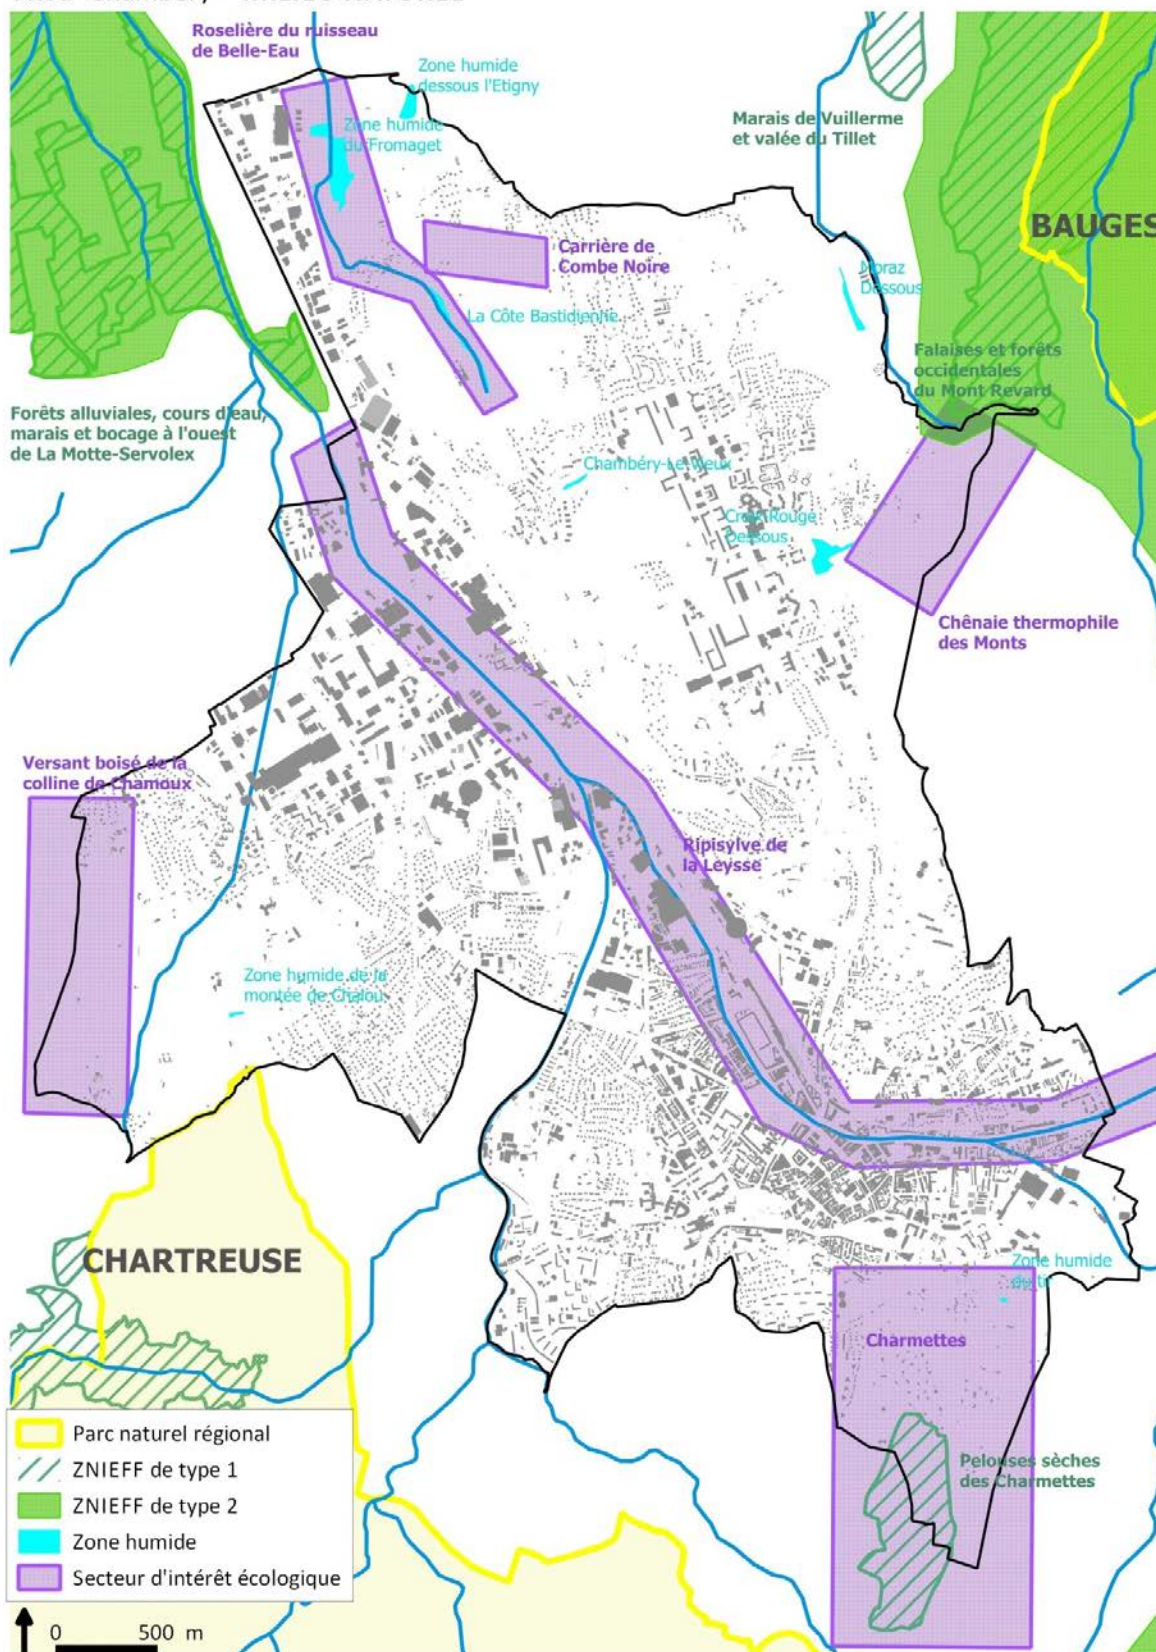 Roselière du ruisseau
de Belle-Eau
Zone humide
dessous l'Etigny
Marais de Vuillerme
et valée du Tillet
Zone humide
du Fromaget
BAUGES
Carrière de
Combe Noire
Noraz
Dessous
La Côte Bastidienne
Falaises et forêts
occidentales
du Mont Revard
Forêts alluviales, cours d'eau,
marais et bocage à l'ouest
de La Motte-Servolex
Chambéry-Le-Vieux
Croix Rouge
Dessous
Chênaie thermophile
des Monts
Versant boisé de la
colline de Chamoux
Ripisylve de
la Leysse
Zone humide de la
montée de Chalou
CHARTREUSE
Zone humide
du tir
Charmettes
Pelouses sèches
des Charmettes
Parc naturel régional
ZNIEFF de type 1
ZNIEFF de type 2
Zone humide
Secteur d'intérêt écologique
0 500 m